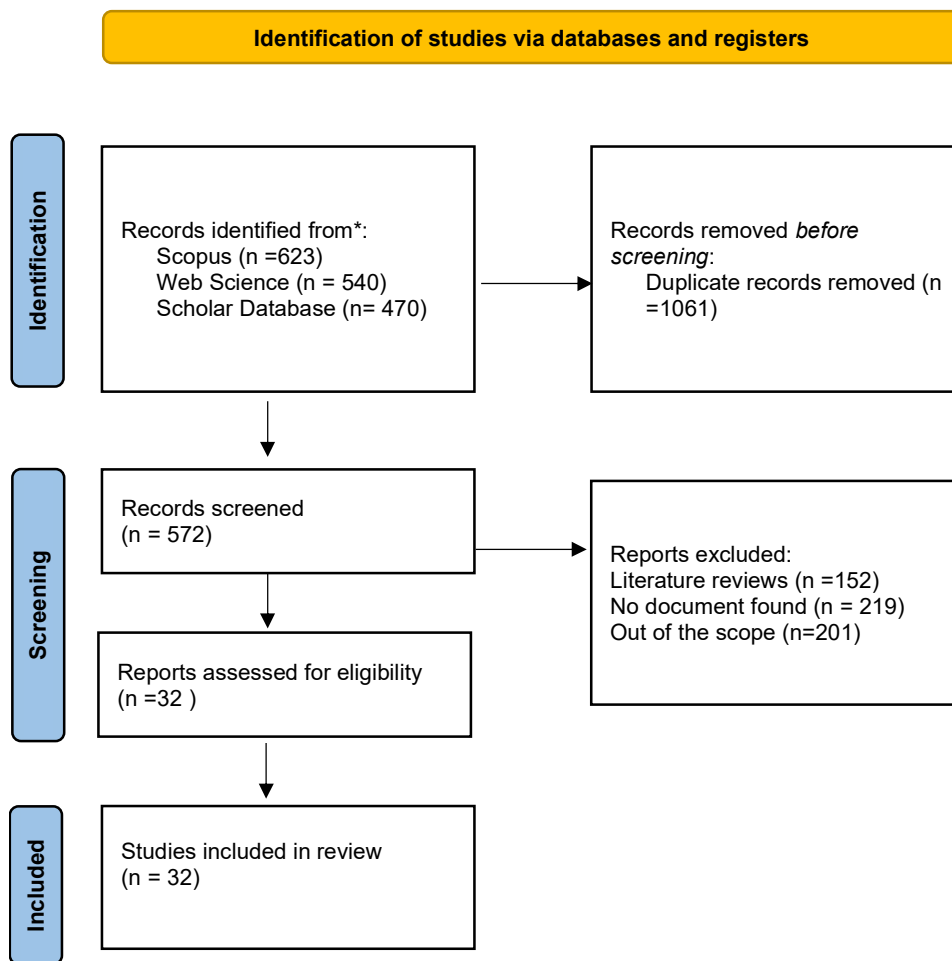 Identification of studies via databases and registers
Identification
Records identified from*:
Scopus (n =623)
Web Science (n = 540)
Scholar Database (n= 470)
Records removed before
screening:
Duplicate records removed (n
=1061)
Screening
Records screened
(n = 572)
Reports excluded:
Literature reviews (n =152)
No document found (n = 219)
Out of the scope (n=201)
Reports assessed for eligibility
(n =32 )
Included
Studies included in review
(n = 32)